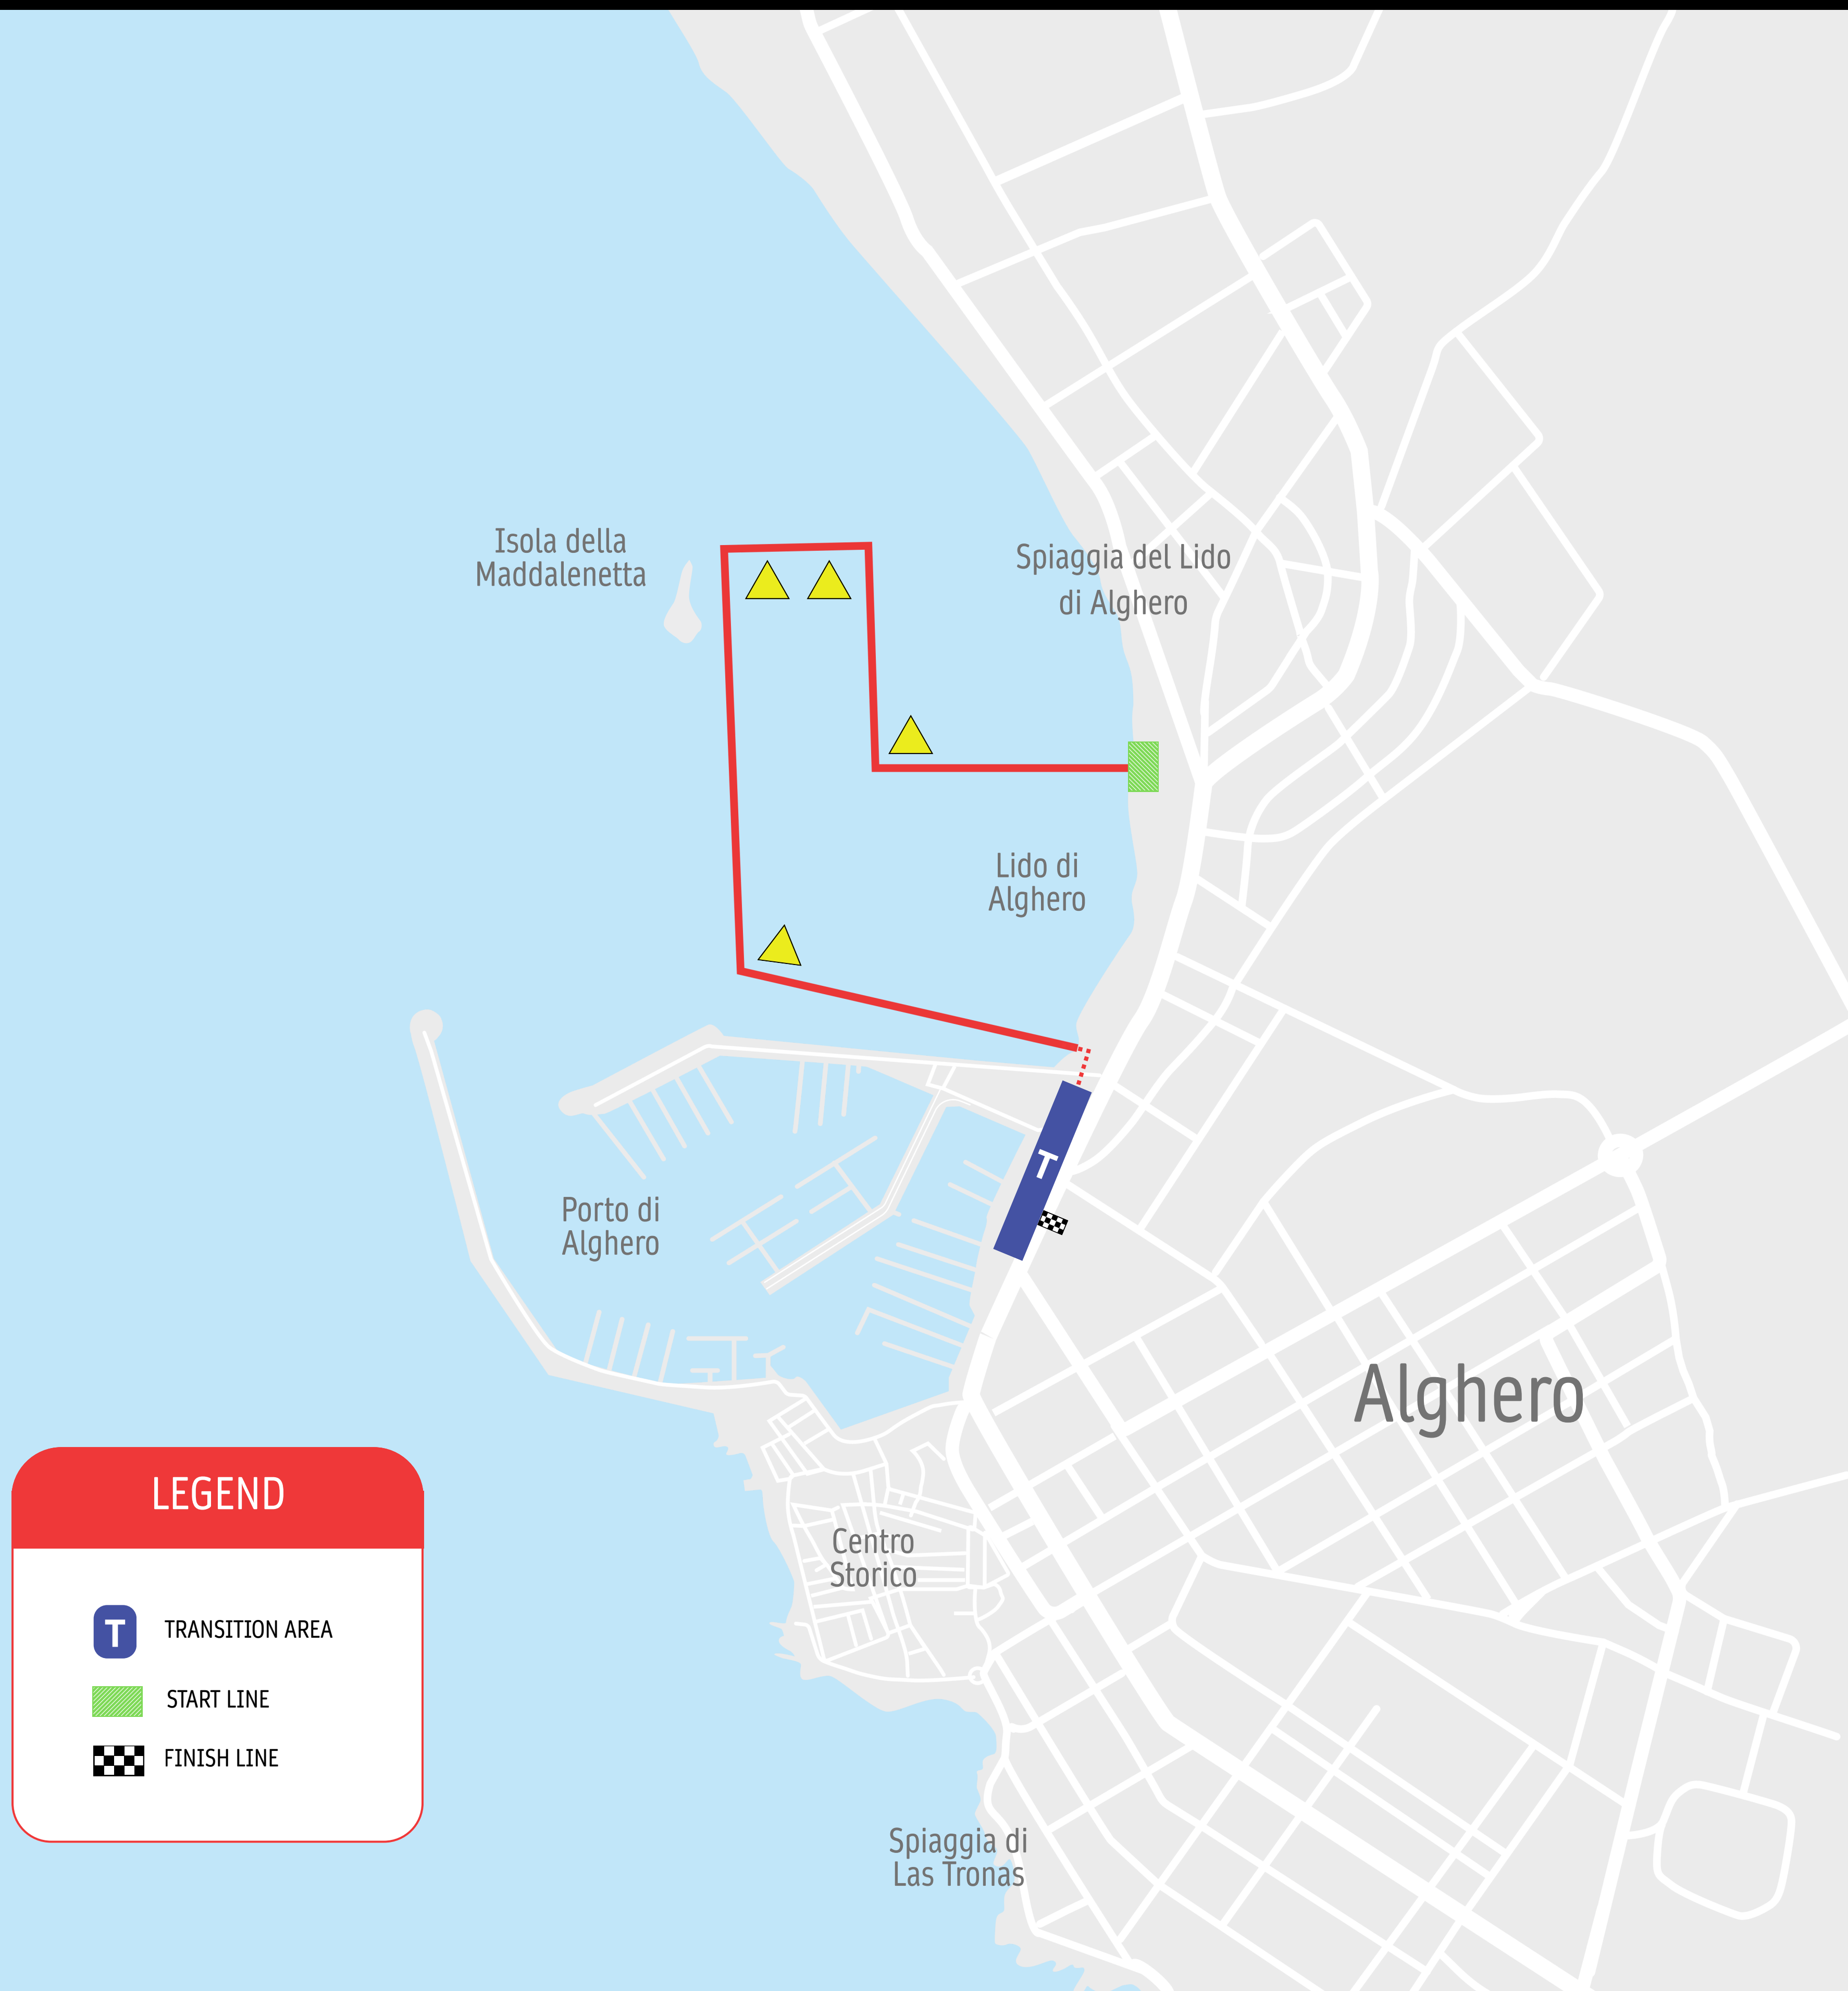 Isola della
Maddalenetta
Spiaggia del Lido
di Alghero
Lido di
Alghero
T
Porto di
Alghero
Alghero
Centro
Storico
Spiaggia di
Las Tronas
LEGEND
T TRANSITION AREA
START LINE
FINISH LINE